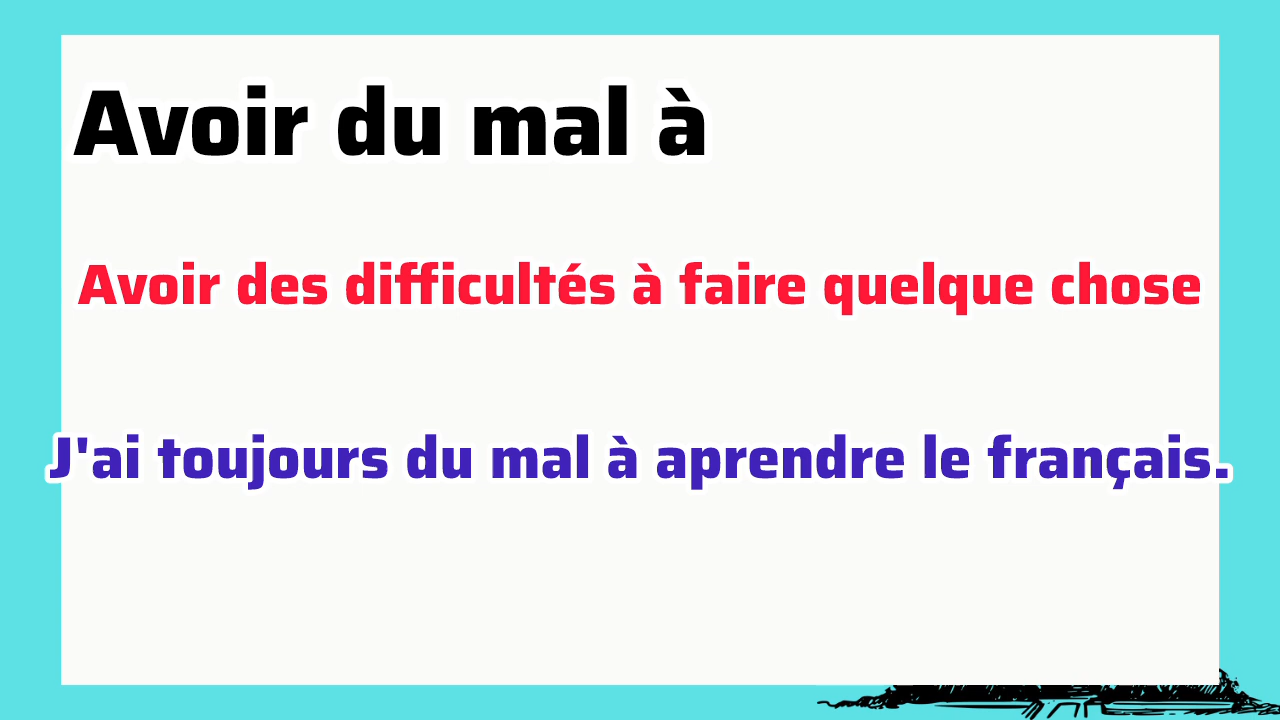 Avoir du mal à
Avoir des difficultés à faire quelque chose
J'ai toujours du mal à aprendre le français.